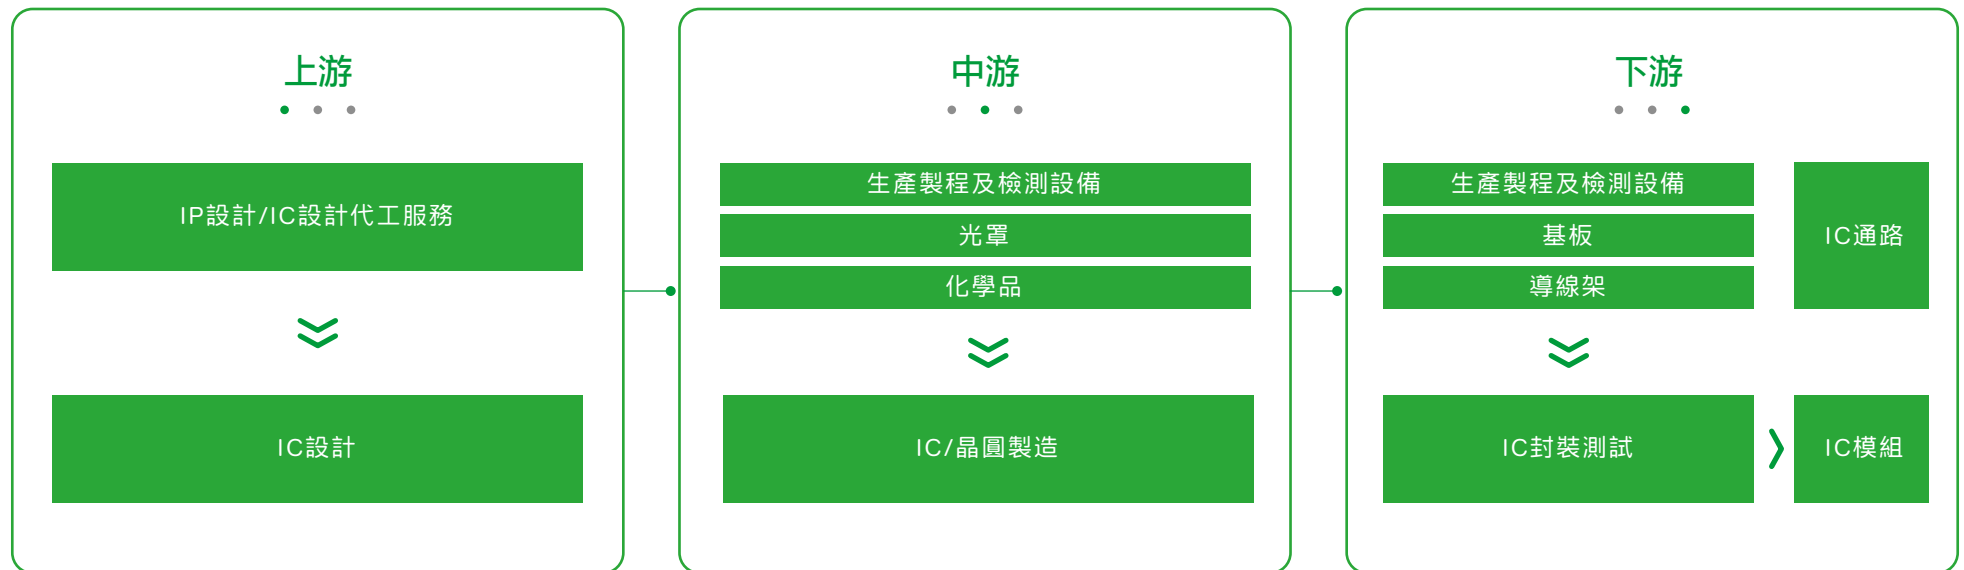 上游
IP設計/IC設計代工服務
IC設計
中游
生產製程及檢測設備
光罩
化學品
IC/晶圓製造
下游
生產製程及檢測設備
基板
導線架
IC通路
IC封裝測試
IC模組